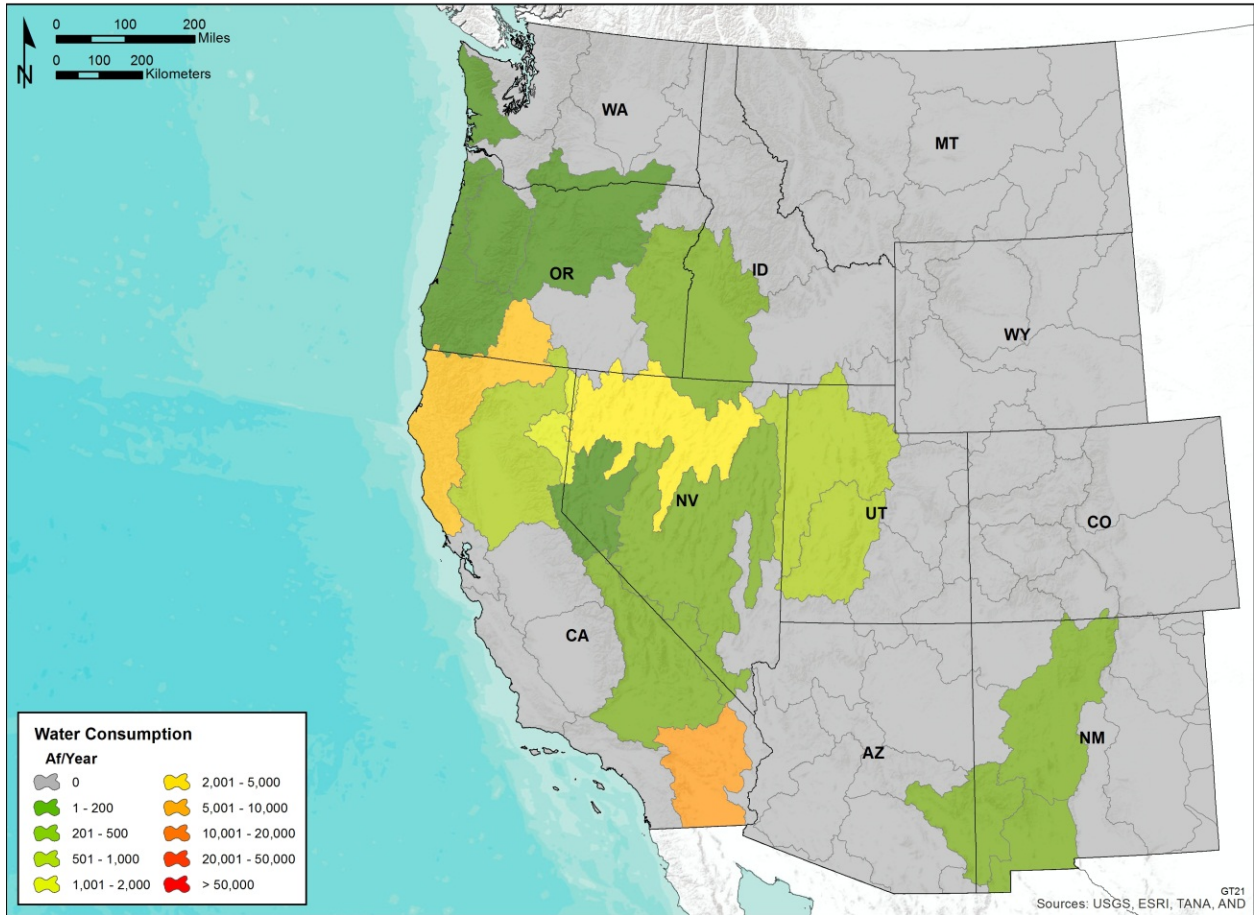 0 100 200
Miles
0 100 200
Kilometers
N
WA
MT
OR
ID
WY
NV
UT
CO
CA
AZ
NM
Water Consumption
Af/Year
0
1 - 200
201 - 500
501 - 1,000
1,001 - 2,000
2,001 - 5,000
5,001 - 10,000
10,001 - 20,000
20,001 - 50,000
> 50,000
GT21
Sources: USGS, ESRI, TANA, AND